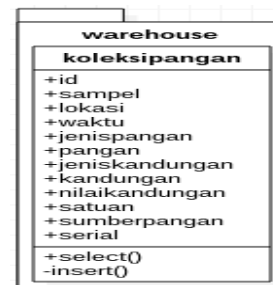 warehouse
koleksipangan
+id
+sampel
+lokasi
+waktu
+jenispangan
+pangan
+jeniskandungan
+kandungan
+nilaikandungan
+satuan
+sumberpangan
+serial
+select()
-insert()